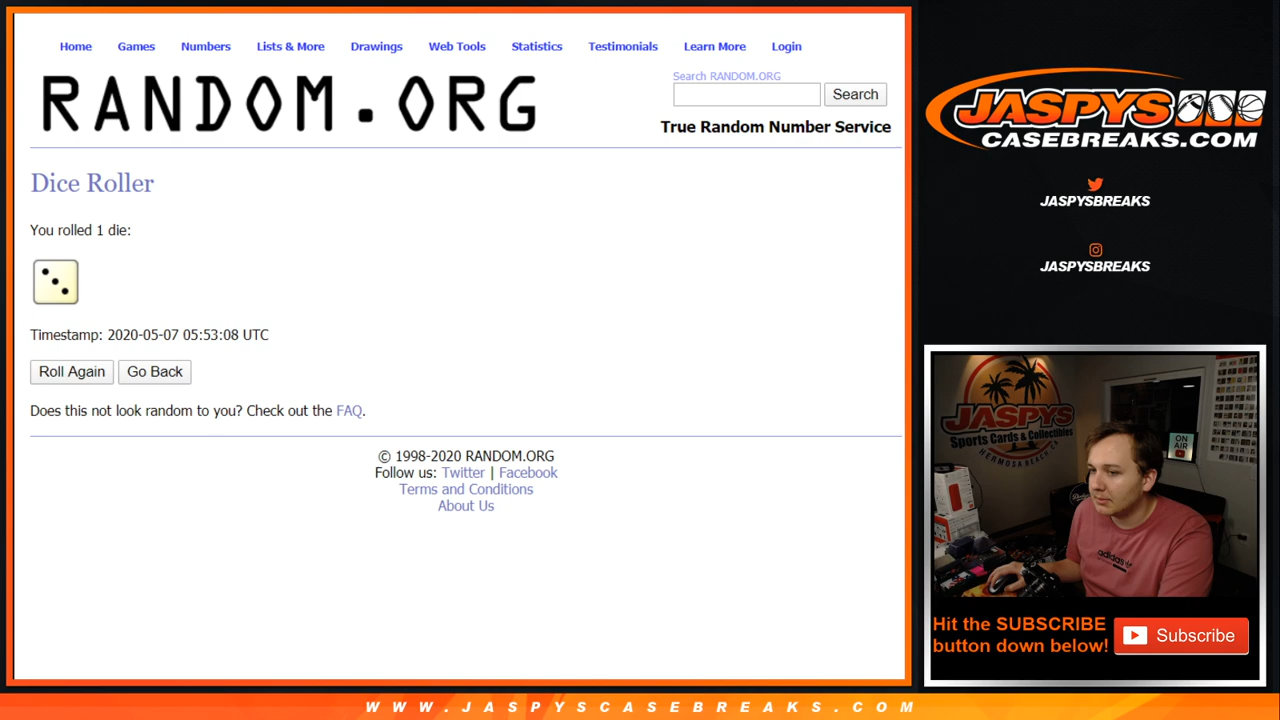 Home Games Numbers Lists & More Drawings Web Tools Statistics Testimonials Learn More Login
RANDOM.ORG
Search RANDOM.ORG
Search
True Random Number Service
Dice Roller
You rolled 1 die:
Timestamp: 2020-05-07 05:53:08 UTC
Roll Again Go Back
Does this not look random to you? Check out the FAQ.
© 1998-2020 RANDOM.ORG
Follow us: Twitter | Facebook
Terms and Conditions
About Us
JASPYS
CASEBREAKS.COM
JASPYSBREAKS
JASPYSBREAKS
JASPYS
Sports Cards & Collectibles
HERMOSA BEACH CA
ON
AIR
adidas
Hit the SUBSCRIBE
button down below!
Subscribe
WWW.JASPYSCASEBREAKS.COM